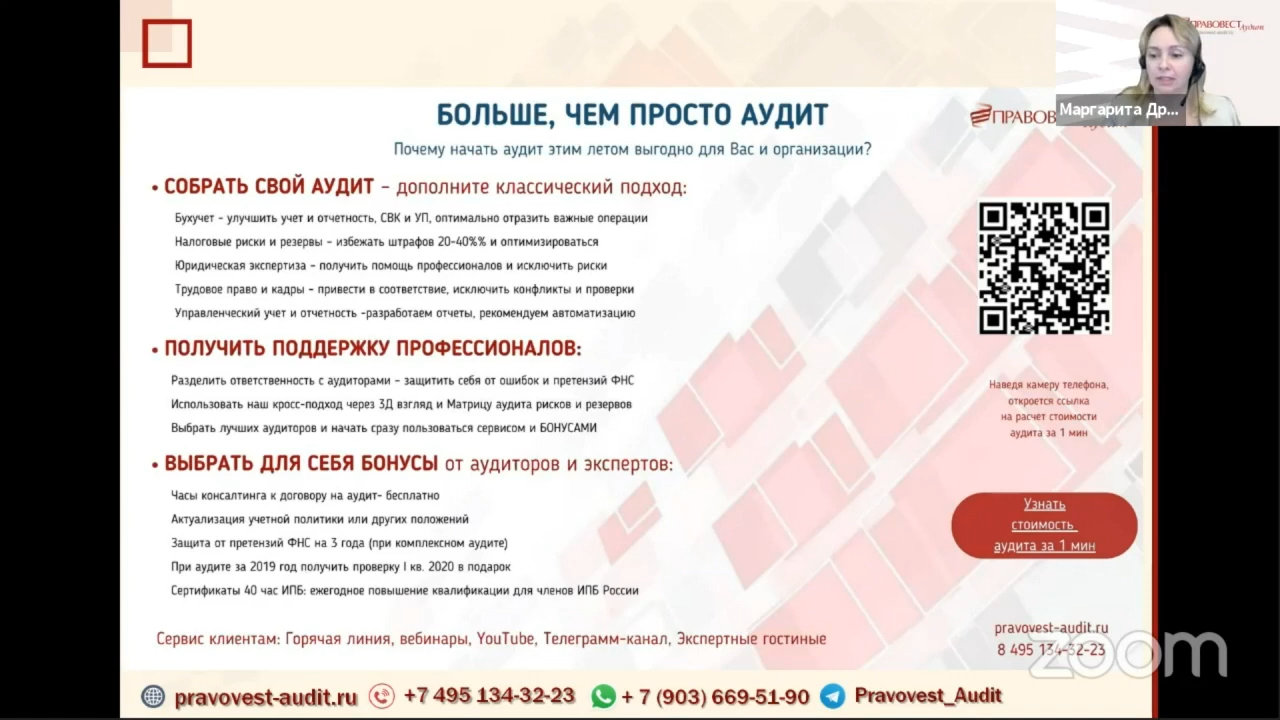 ПРАВОВЕСТ
Аудит
БОЛЬШЕ, ЧЕМ ПРОСТО АУДИТ
ПРАВОВ
Маргарита Др...
Почему начать аудит этим летом выгодно для Вас и организации?
• СОБРАТЬ СВОЙ АУДИТ – дополните классический подход:
Бухучет - улучшить учет и отчетность, СВК и УП, оптимально отразить важные операции
Налоговые риски и резервы – избежать штрафов 20-40%% и оптимизироваться
Юридическая экспертиза – получить помощь профессионалов и исключить риски
Трудовое право и кадры – привести в соответствие, исключить конфликты и проверки
Управленческий учет и отчетность -разработаем отчеты, рекомендуем автоматизацию
• ПОЛУЧИТЬ ПОДДЕРЖКУ ПРОФЕССИОНАЛОВ:
Разделить ответственность с аудиторами – защитить себя от ошибок и претензий ФНС
Использовать наш кросс-подход через 3Д взгляд и Матрицу аудита рисков и резервов
Выбрать лучших аудиторов и начать сразу пользоваться сервисом и БОНУСАМИ
• ВЫБРАТЬ ДЛЯ СЕБЯ БОНУСЫ от аудиторов и экспертов:
Часы консалтинга к договору на аудит- бесплатно
Актуализация учетной политики или других положений
Защита от претензий ФНС на 3 года (при комплексном аудите)
При аудите за 2019 год получить проверку I кв. 2020 в подарок
Сертификаты 40 час ИПБ: ежегодное повышение квалификации для членов ИПБ России
Сервис клиентам: Горячая линия, вебинары, YouTube, Телеграмм-канал, Экспертные гостиные
Наведя камеру телефона,
откроется ссылка
на расчет стоимости
аудита за 1 мин
Узнать
стоимость
аудита за 1 мин
pravovest-audit.ru
8 495 134-32-23
zoom
pravovest-audit.ru
+7 495 134-32-23
+ 7 (903) 669-51-90
Pravovest_Audit